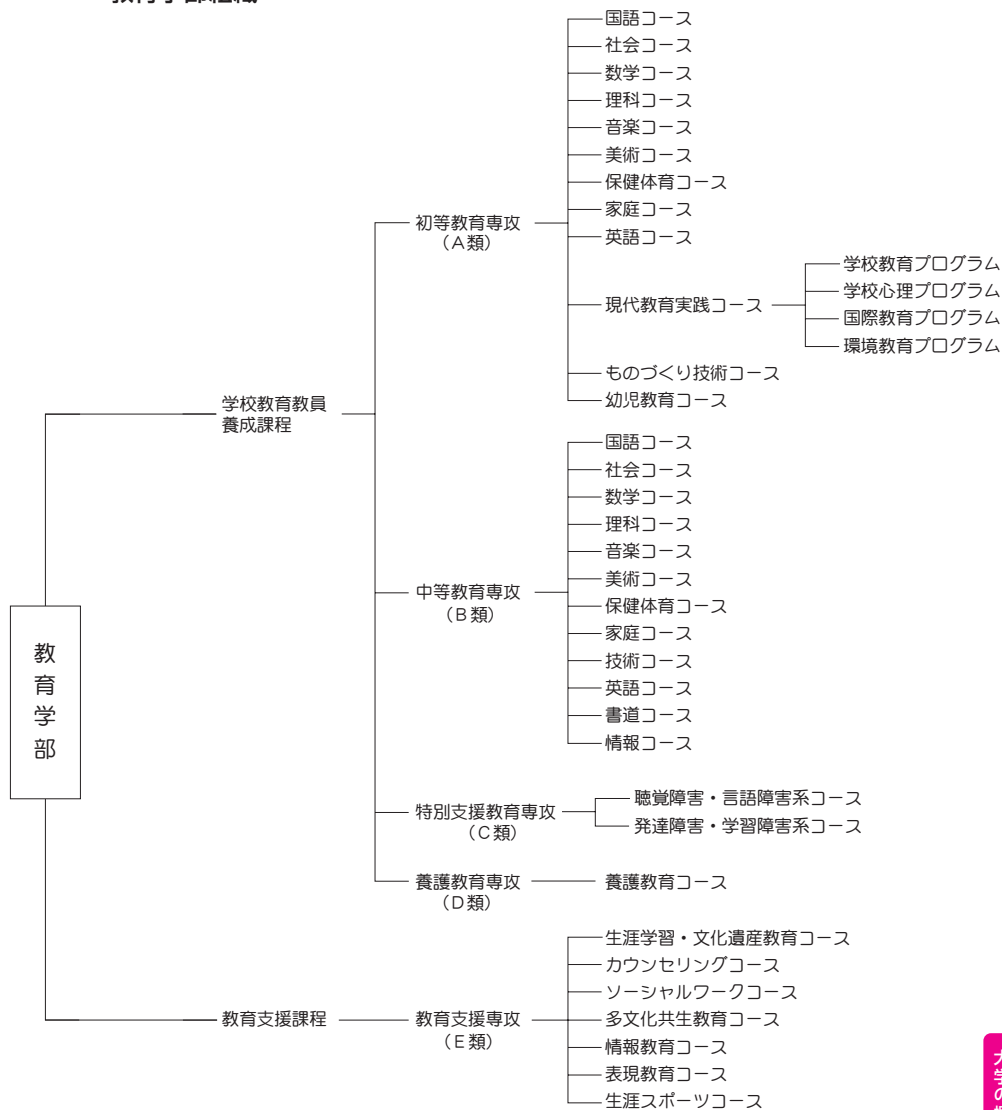 教育学部
学校教育教員
養成課程
初等教育専攻
（A類）
国語コース
社会コース
数学コース
理科コース
音楽コース
美術コース
保健体育コース
家庭コース
英語コース
現代教育実践コース
学校教育プログラム
学校心理プログラム
国際教育プログラム
環境教育プログラム
ものづくり技術コース
幼児教育コース
中等教育専攻
（B類）
国語コース
社会コース
数学コース
理科コース
音楽コース
美術コース
保健体育コース
家庭コース
技術コース
英語コース
書道コース
情報コース
特別支援教育専攻
（C類）
聴覚障害・言語障害系コース
発達障害・学習障害系コース
養護教育専攻
（D類）
養護教育コース
教育支援課程
教育支援専攻
（E類）
生涯学習・文化遺産教育コース
カウンセリングコース
ソーシャルワークコース
多文化共生教育コース
情報教育コース
表現教育コース
生涯スポーツコース